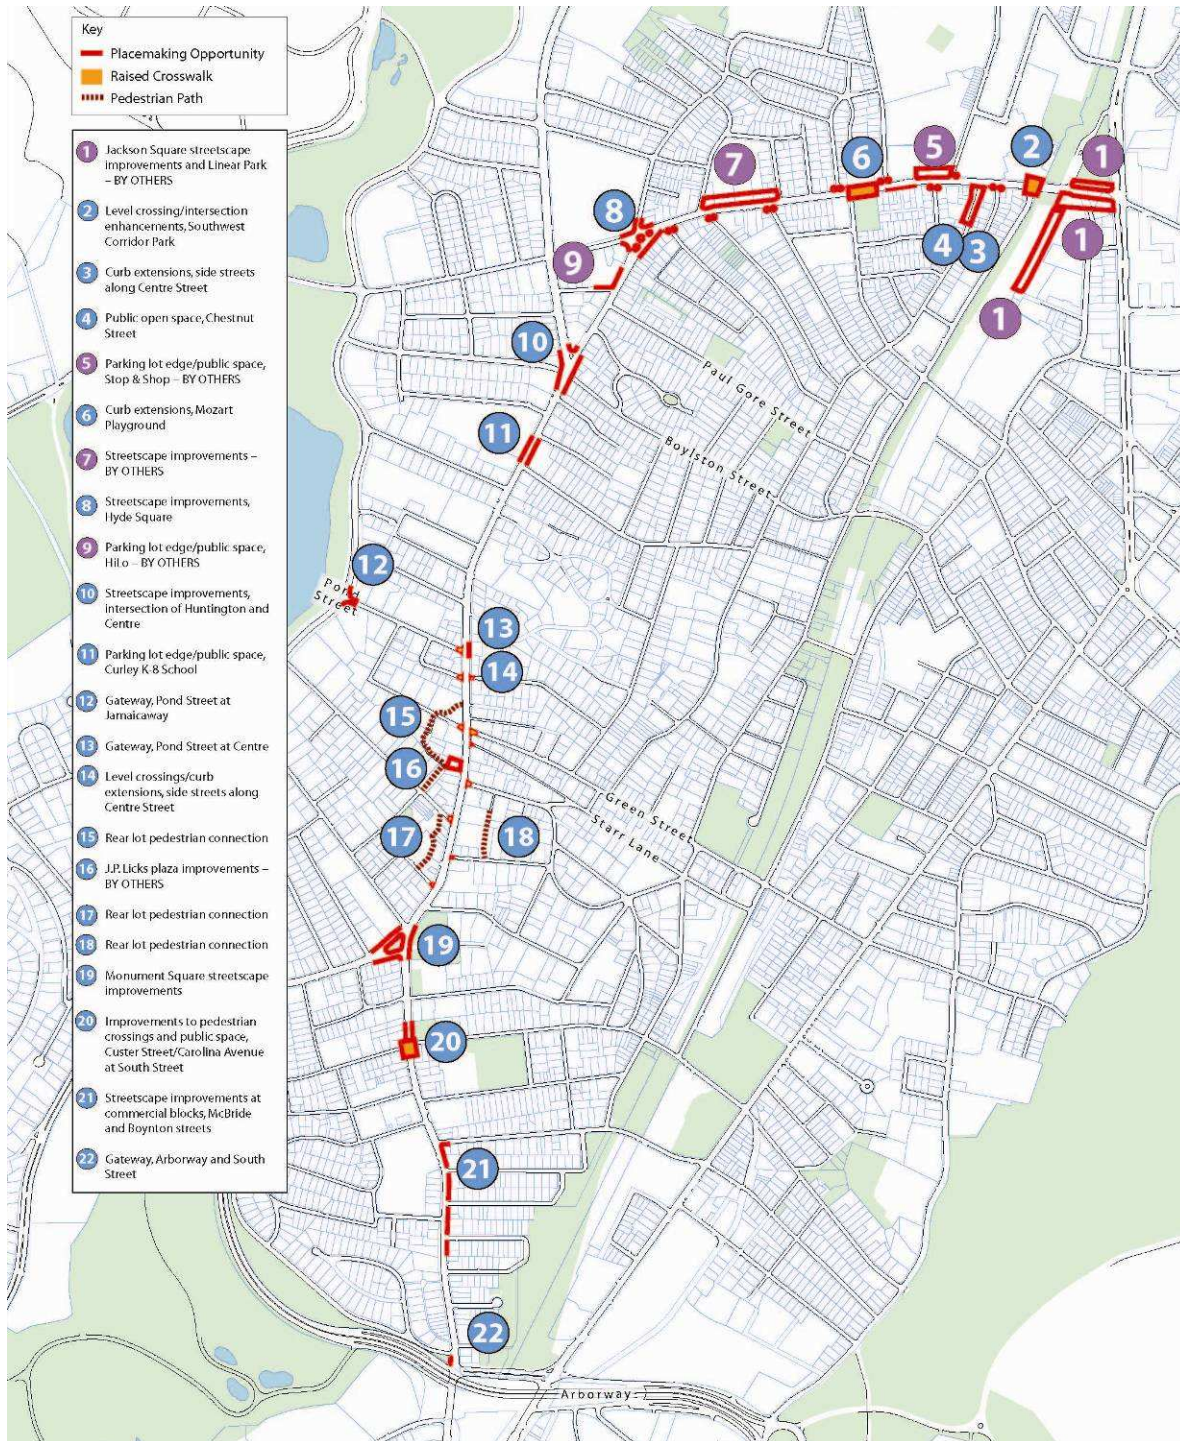 Key
Placemaking Opportunity
Raised Crosswalk
Pedestrian Path
1 Jackson Square streetscape
improvements and Linear Park
– BY OTHERS
2 Level crossing/intersection
enhancements, Southwest
Corridor Park
3 Curb extensions, side streets
along Centre Street
4 Public open space, Chestnut
Street
5 Parking lot edge/public space,
Stop & Shop – BY OTHERS
6 Curb extensions, Mozart
Playground
7 Streetscape improvements –
BY OTHERS
8 Streetscape improvements,
Hyde Square
9 Parking lot edge/public space,
HiLo – BY OTHERS
10 Streetscape improvements,
intersection of Huntington and
Centre
11 Parking lot edge/public space,
Curley K-8 School
12 Gateway, Pond Street at
Jamaicaway
13 Gateway, Pond Street at Centre
14 Level crossings/curb
extensions, side streets along
Centre Street
15 Rear lot pedestrian connection
16 J.P. Licks plaza improvements –
BY OTHERS
17 Rear lot pedestrian connection
18 Rear lot pedestrian connection
19 Monument Square streetscape
improvements
20 Improvements to pedestrian
crossings and public space,
Custer Street/Carolina Avenue
at South Street
21 Streetscape improvements at
commercial blocks, McBride
and Boynton streets
22 Gateway, Arborway and South
Street
1
2
5
6
7
8
9
4
3
1
1
10
Paul Gore Street
11
Boylston Street
12
Pond
Street
13
14
15
16
Green Street
Starr Lane
17
18
19
20
21
22
Arborway